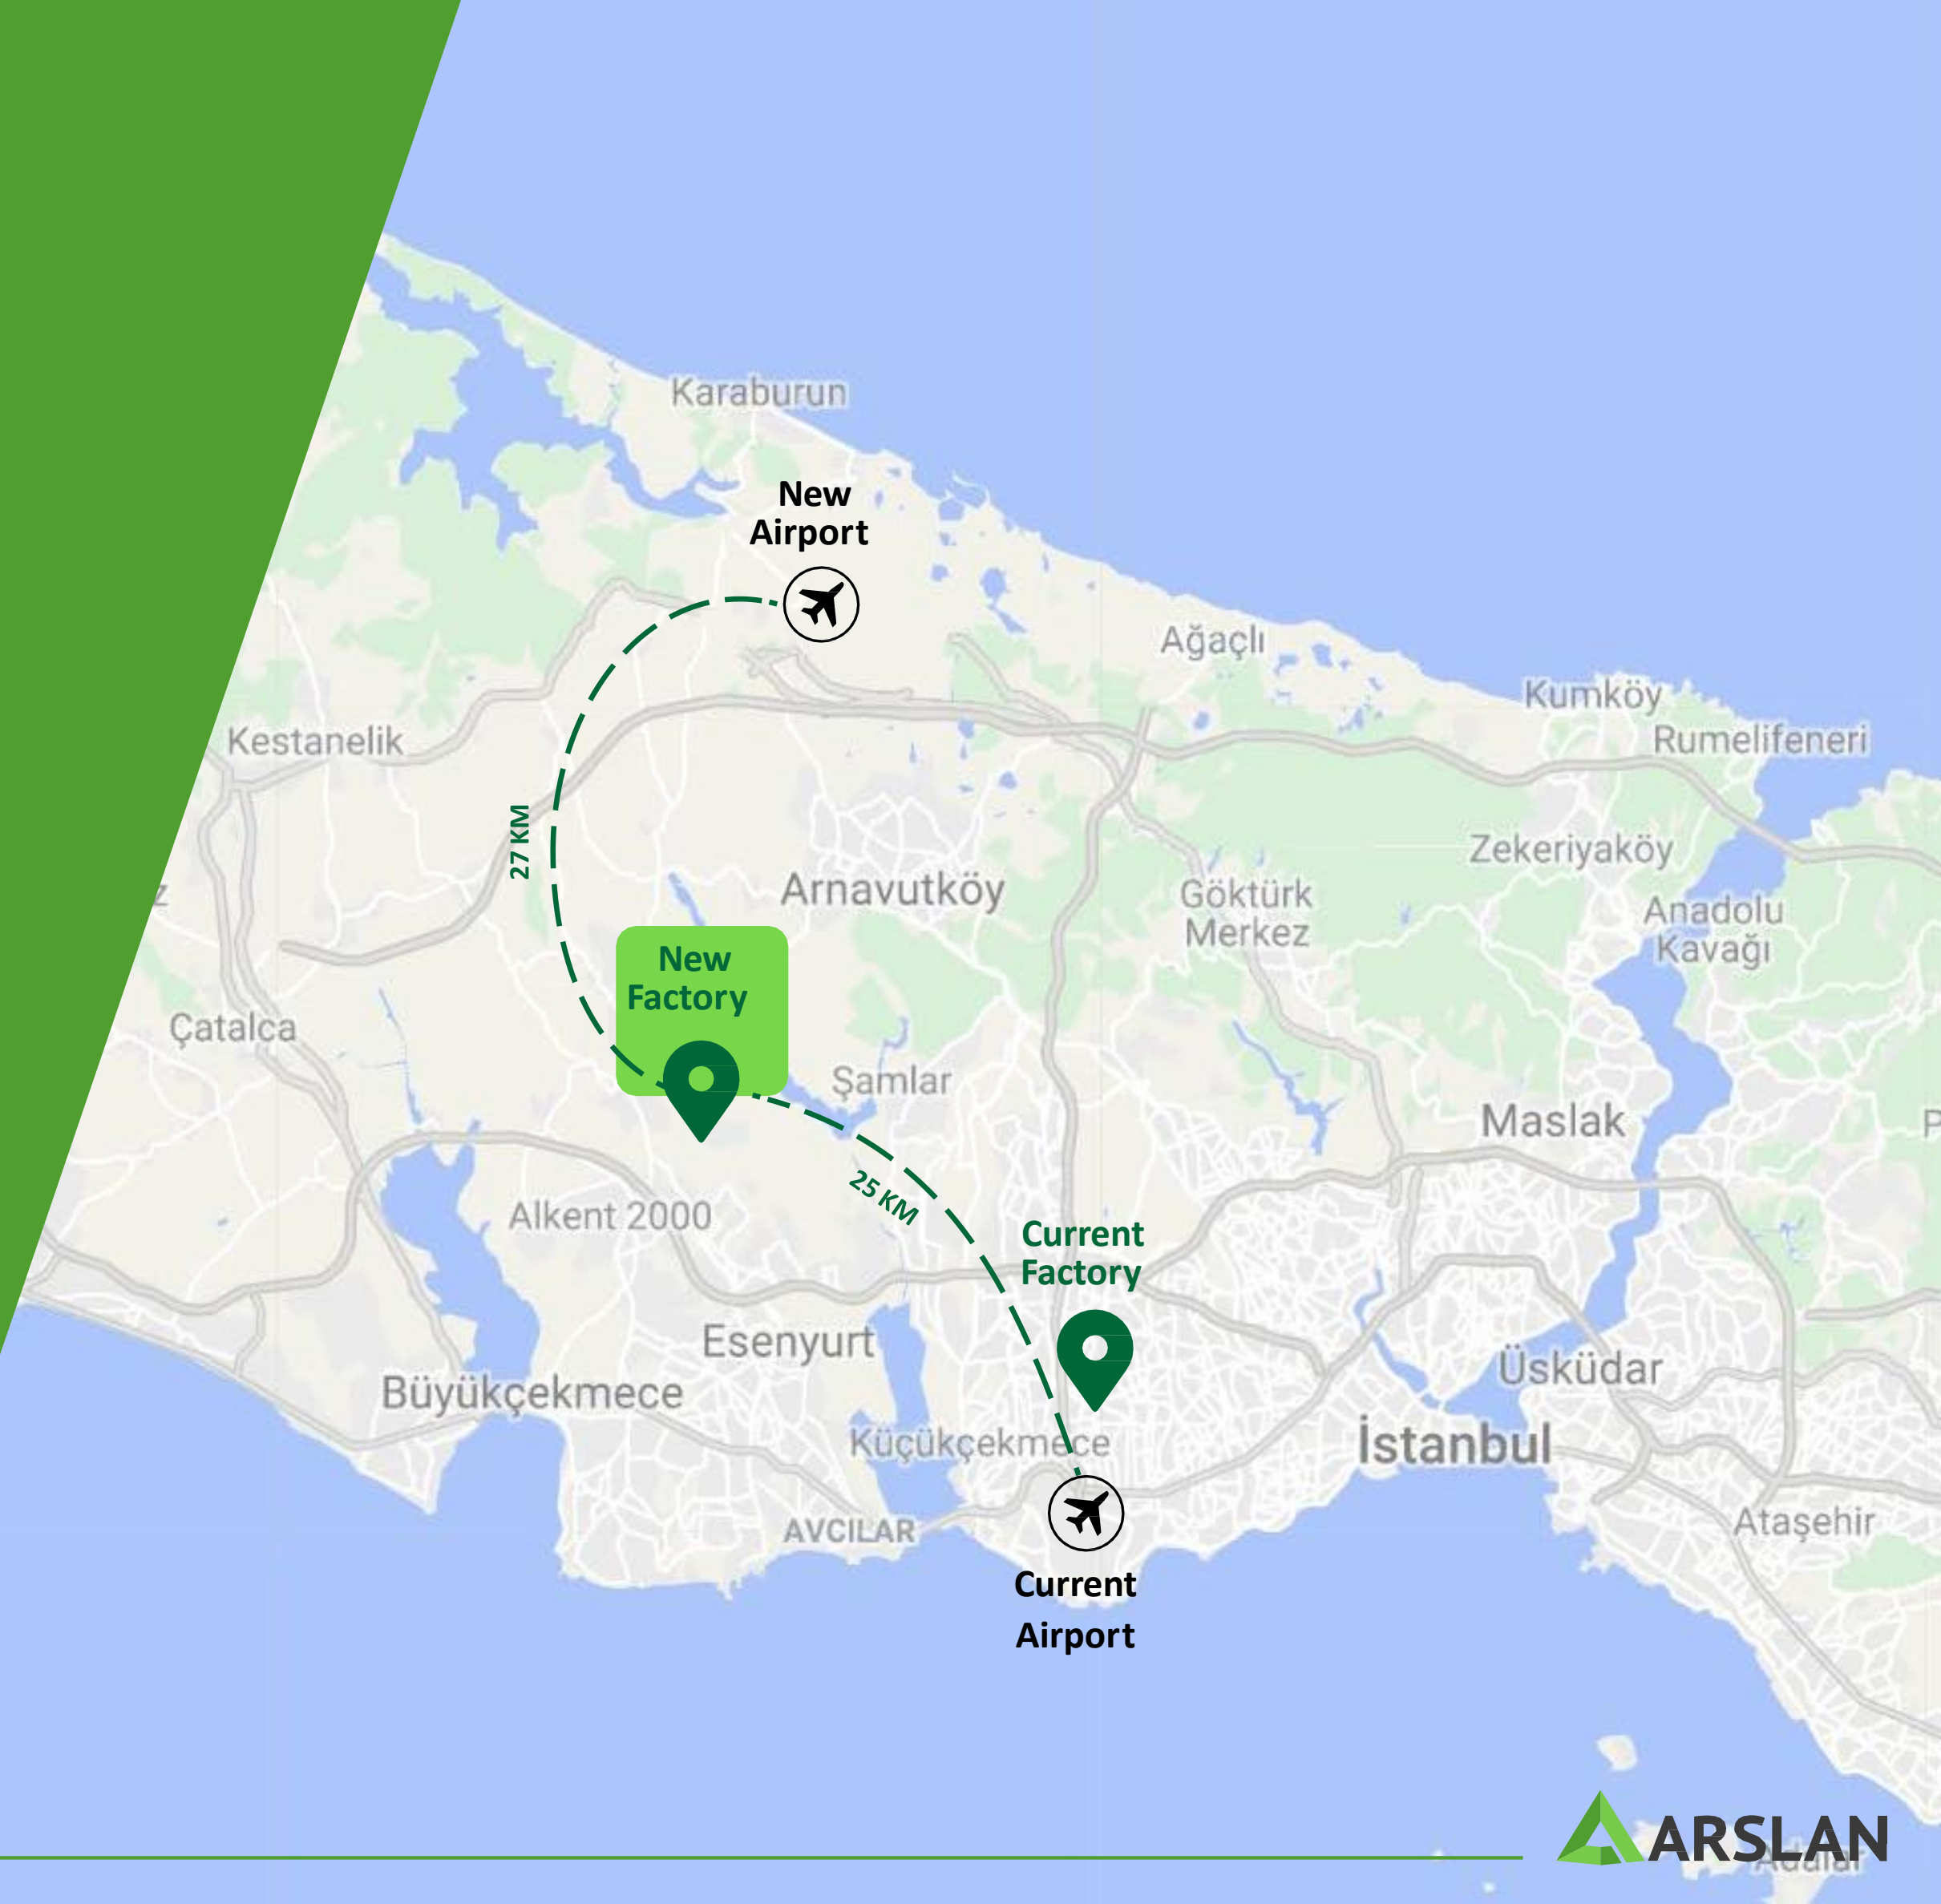 Karaburun
New
Airport
Ağaçlı
Kumköy
Rumelifeneri
Kestanelik
27 KM
Zekeriyaköy
Arnavutköy
Göktürk
Merkez
Anadolu
Kavağı
New
Factory
Çatalca
Şamlar
Maslak
25 KM
Alkent 2000
Current
Factory
Esenyurt
Büyükçekmece
Üsküdar
Küçükçekmece
İstanbul
AVCILAR
Ataşehir
Current
Airport
ARSLAN
Adalar